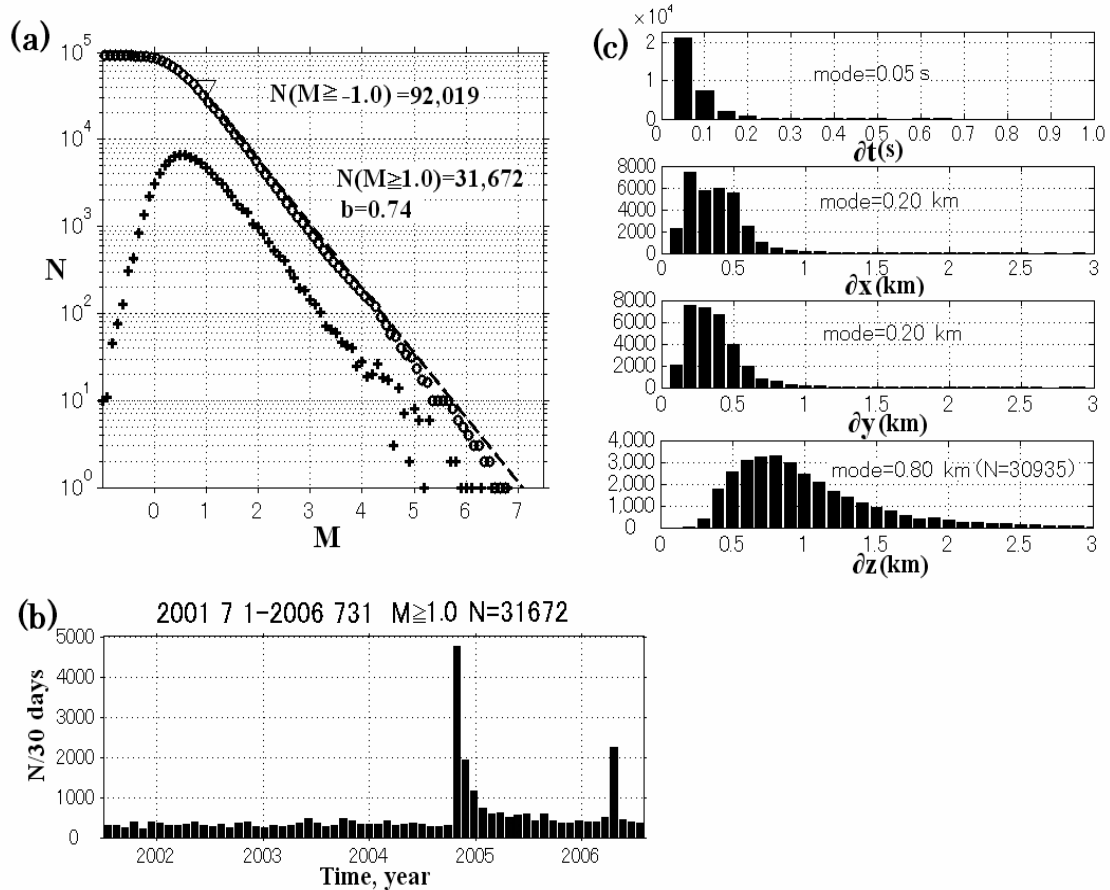 (a)
10^5
10^4
10^3
10^2
10^1
10^0
N
N(M≧-1.0) =92,019
N(M≧1.0)=31,672
b=0.74
0 1 2 3 4 5 6 7
M
(c)
×10^4
2
1
0
mode=0.05 s
0 0.1 0.2 0.3 0.4 0.5 0.6 0.7 0.8 0.9 1.0
∂t(s)
8000
6000
4000
2000
0
mode=0.20 km
0 0.5 1 1.5 2 2.5 3
∂x(km)
8000
6000
4000
2000
0
mode=0.20 km
0 0.5 1 1.5 2 2.5 3
∂y(km)
4,000
3,000
2,000
1,000
0
mode=0.80 km (N=30935)
0 0.5 1 1.5 2 2.5 3
∂z(km)
(b)
2001 7 1-2006 731 M≧1.0 N=31672
5000
4000
3000
2000
1000
0
N/30 days
2002 2003 2004 2005 2006
Time, year